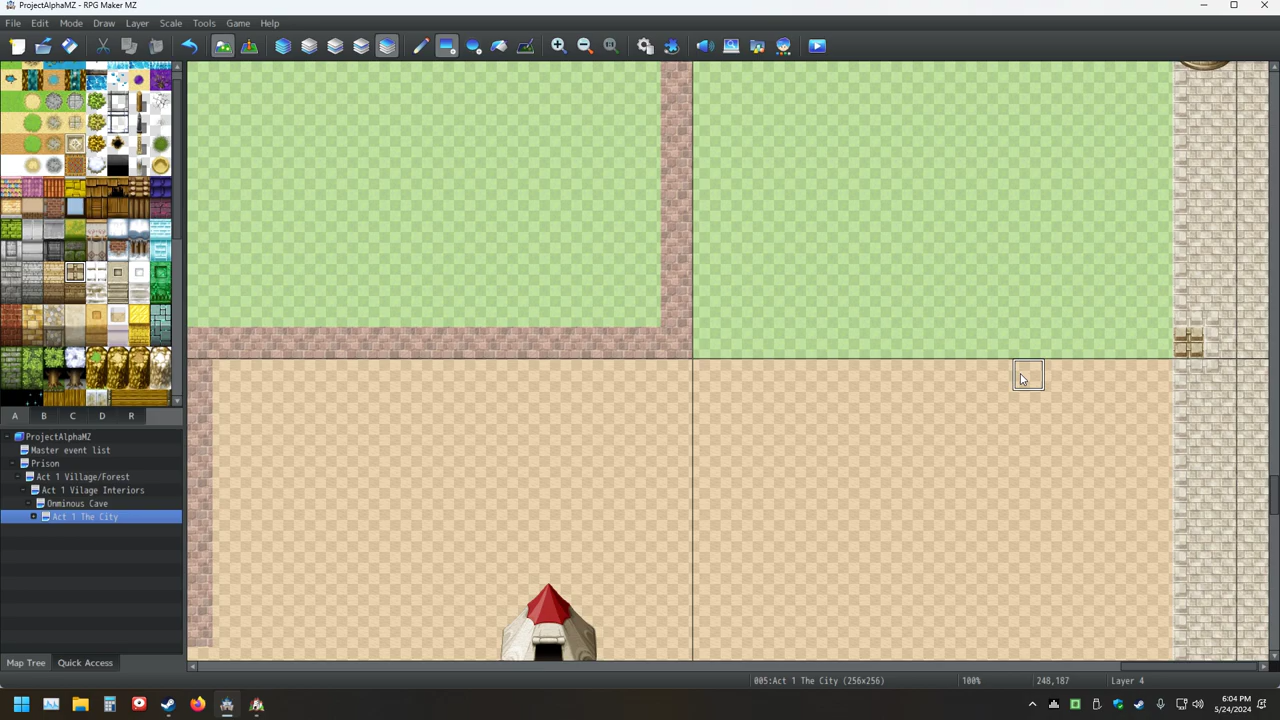 ProjectAlphaMZ - RPG Maker MZ
File Edit Mode Draw Layer Scale Tools Game Help
A B C D R
ProjectAlphaMZ
Master event list
Prison
Act 1 Village/Forest
Act 1 Vilage Interiors
Onminous Cave
Act 1 The City
Map Tree Quick Access
005:Act 1 The City (256x256) 100% 248,187 Layer 4
6:04 PM
5/24/2024